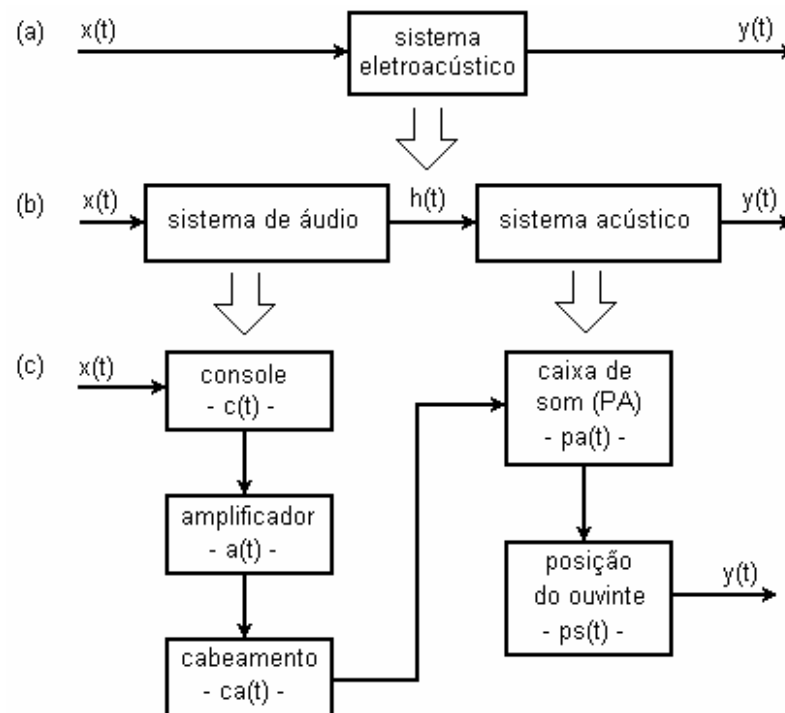 (a)
x(t)
sistema
eletroacústico
y(t)
(b)
x(t)
sistema de áudio
h(t)
sistema acústico
y(t)
(c)
x(t)
console
- c(t) -
amplificador
- a(t) -
cabeamento
- ca(t) -
caixa de
som (PA)
- pa(t) -
posição
do ouvinte
- ps(t) -
y(t)